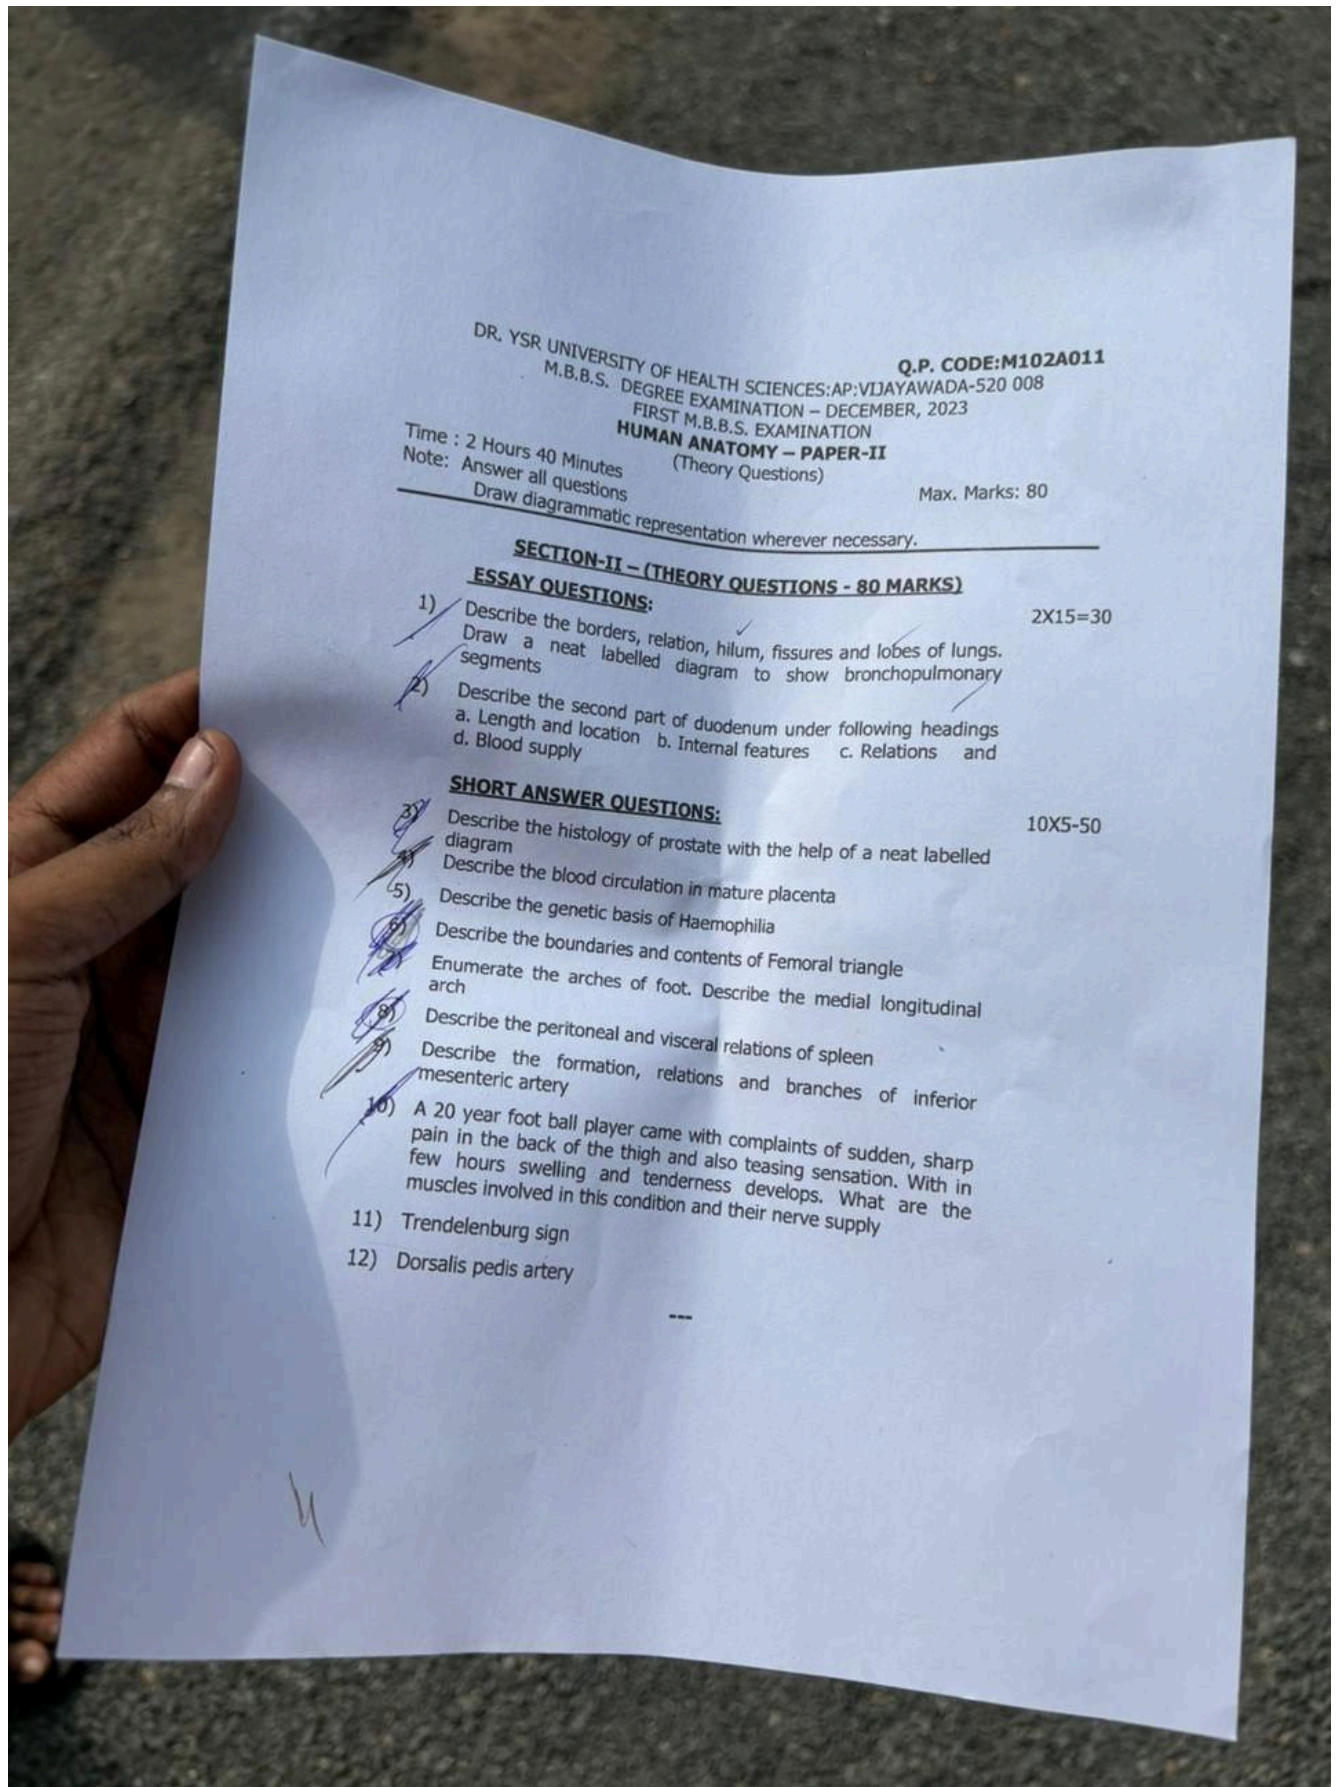 Q.P. CODE:M102A011
DR. YSR UNIVERSITY OF HEALTH SCIENCES:AP:VIJAYAWADA-520 008
M.B.B.S. DEGREE EXAMINATION – DECEMBER, 2023
FIRST M.B.B.S. EXAMINATION
HUMAN ANATOMY – PAPER-II
(Theory Questions)
Time : 2 Hours 40 Minutes
Max. Marks: 80
Note: Answer all questions
Draw diagrammatic representation wherever necessary.
SECTION-II – (THEORY QUESTIONS - 80 MARKS)
ESSAY QUESTIONS: 2X15=30
1) Describe the borders, relation, hilum, fissures and lobes of lungs.
Draw a neat labelled diagram to show bronchopulmonary
segments
2) Describe the second part of duodenum under following headings
a. Length and location b. Internal features c. Relations and
d. Blood supply
SHORT ANSWER QUESTIONS: 10X5-50
3) Describe the histology of prostate with the help of a neat labelled
diagram
4) Describe the blood circulation in mature placenta
5) Describe the genetic basis of Haemophilia
6) Describe the boundaries and contents of Femoral triangle
Enumerate the arches of foot. Describe the medial longitudinal
arch
8) Describe the peritoneal and visceral relations of spleen
9) Describe the formation, relations and branches of inferior
mesenteric artery
10) A 20 year foot ball player came with complaints of sudden, sharp
pain in the back of the thigh and also teasing sensation. With in
few hours swelling and tenderness develops. What are the
muscles involved in this condition and their nerve supply
11) Trendelenburg sign
12) Dorsalis pedis artery
---